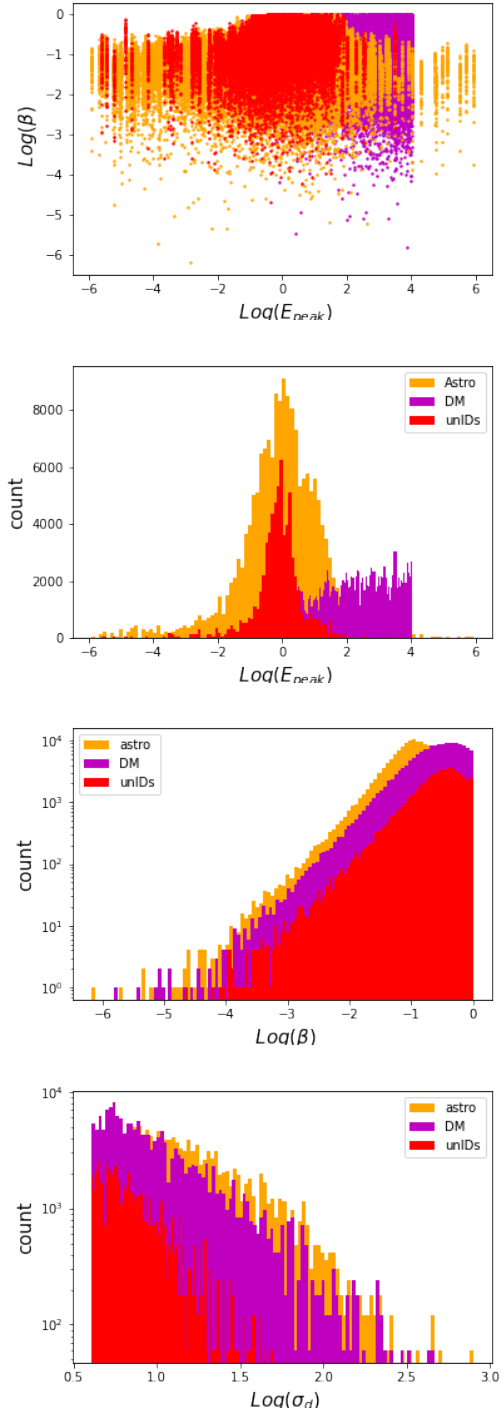 0
−1
−2
−3
−4
−5
−6
Log(β)
−6 −4 −2 0 2 4 6
Log(E_peak)
8000
6000
4000
2000
0
count
Astro
DM
unIDs
−6 −4 −2 0 2 4 6
Log(E_peak)
10⁴
10³
10²
10¹
10⁰
count
astro
DM
unIDs
−6 −5 −4 −3 −2 −1 0
Log(β)
10⁴
10³
10²
count
astro
DM
unIDs
0.5 1.0 1.5 2.0 2.5 3.0
Log(σ_d)